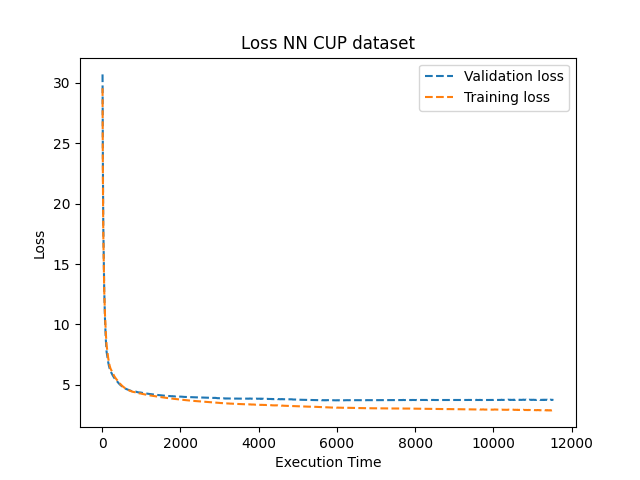 Loss NN CUP dataset
Validation loss
Training loss
30
25
20
15
10
5
Loss
0 2000 4000 6000 8000 10000 12000
Execution Time